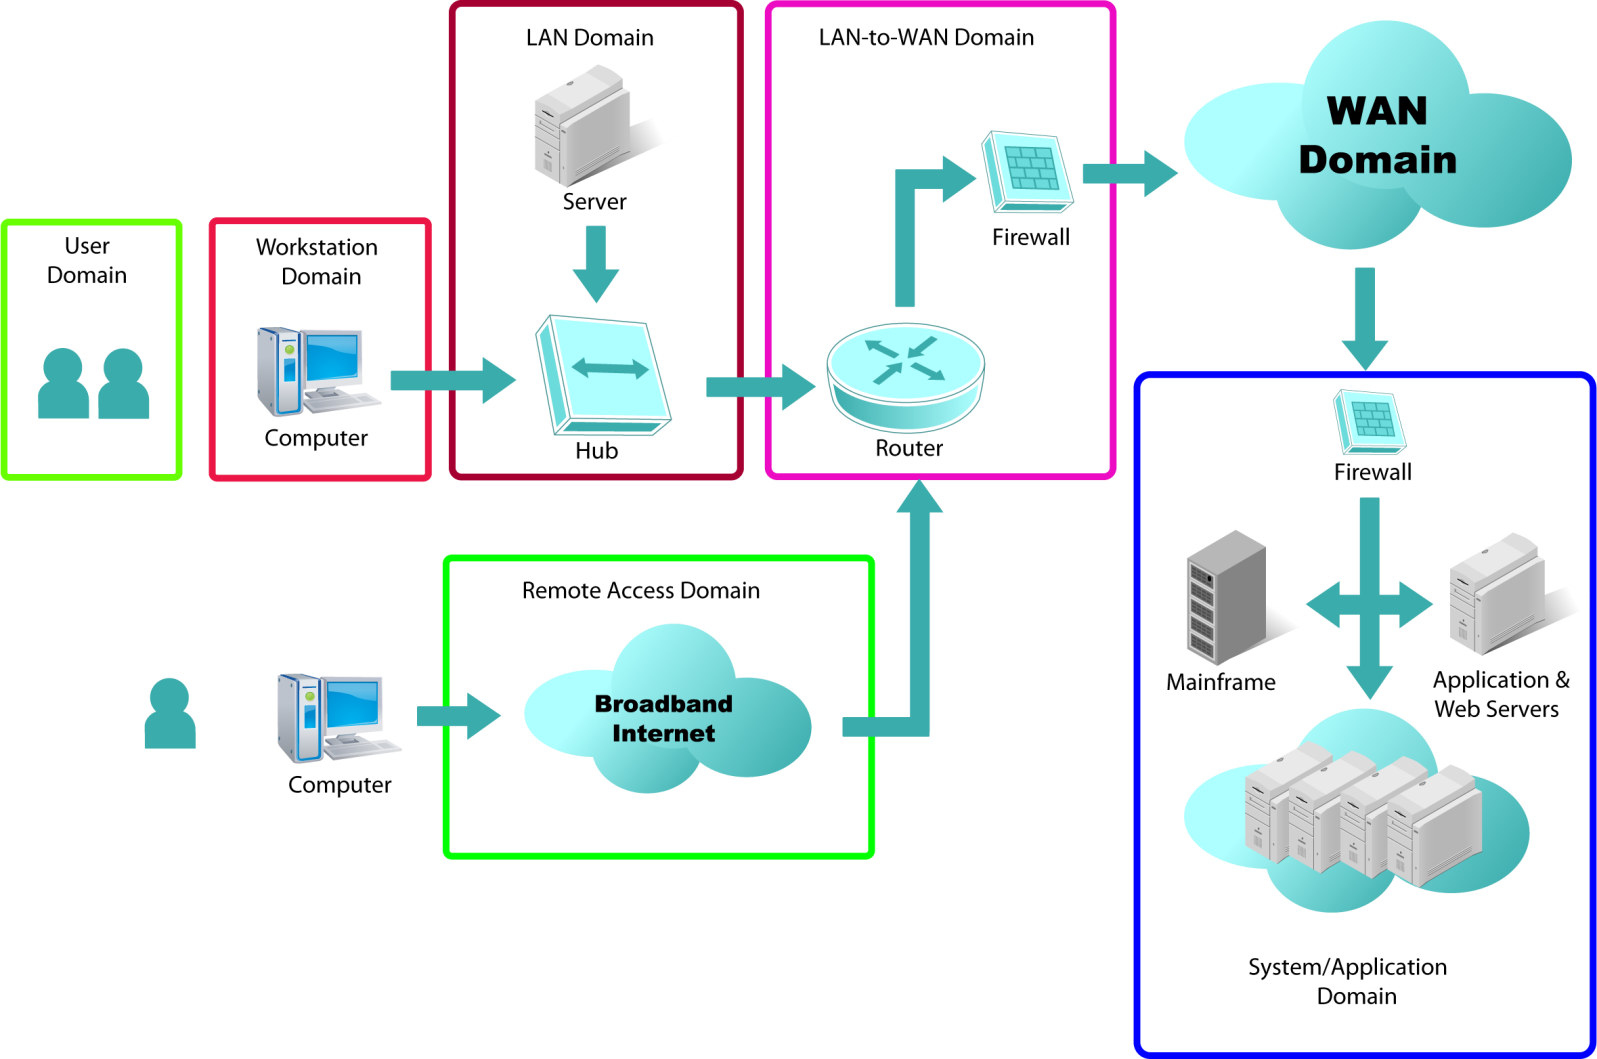 LAN Domain
Server
Hub
LAN-to-WAN Domain
Firewall
Router
WAN
Domain
User
Domain
Workstation
Domain
Computer
Remote Access Domain
Broadband
Internet
Computer
Firewall
Mainframe
Application &
Web Servers
System/Application
Domain